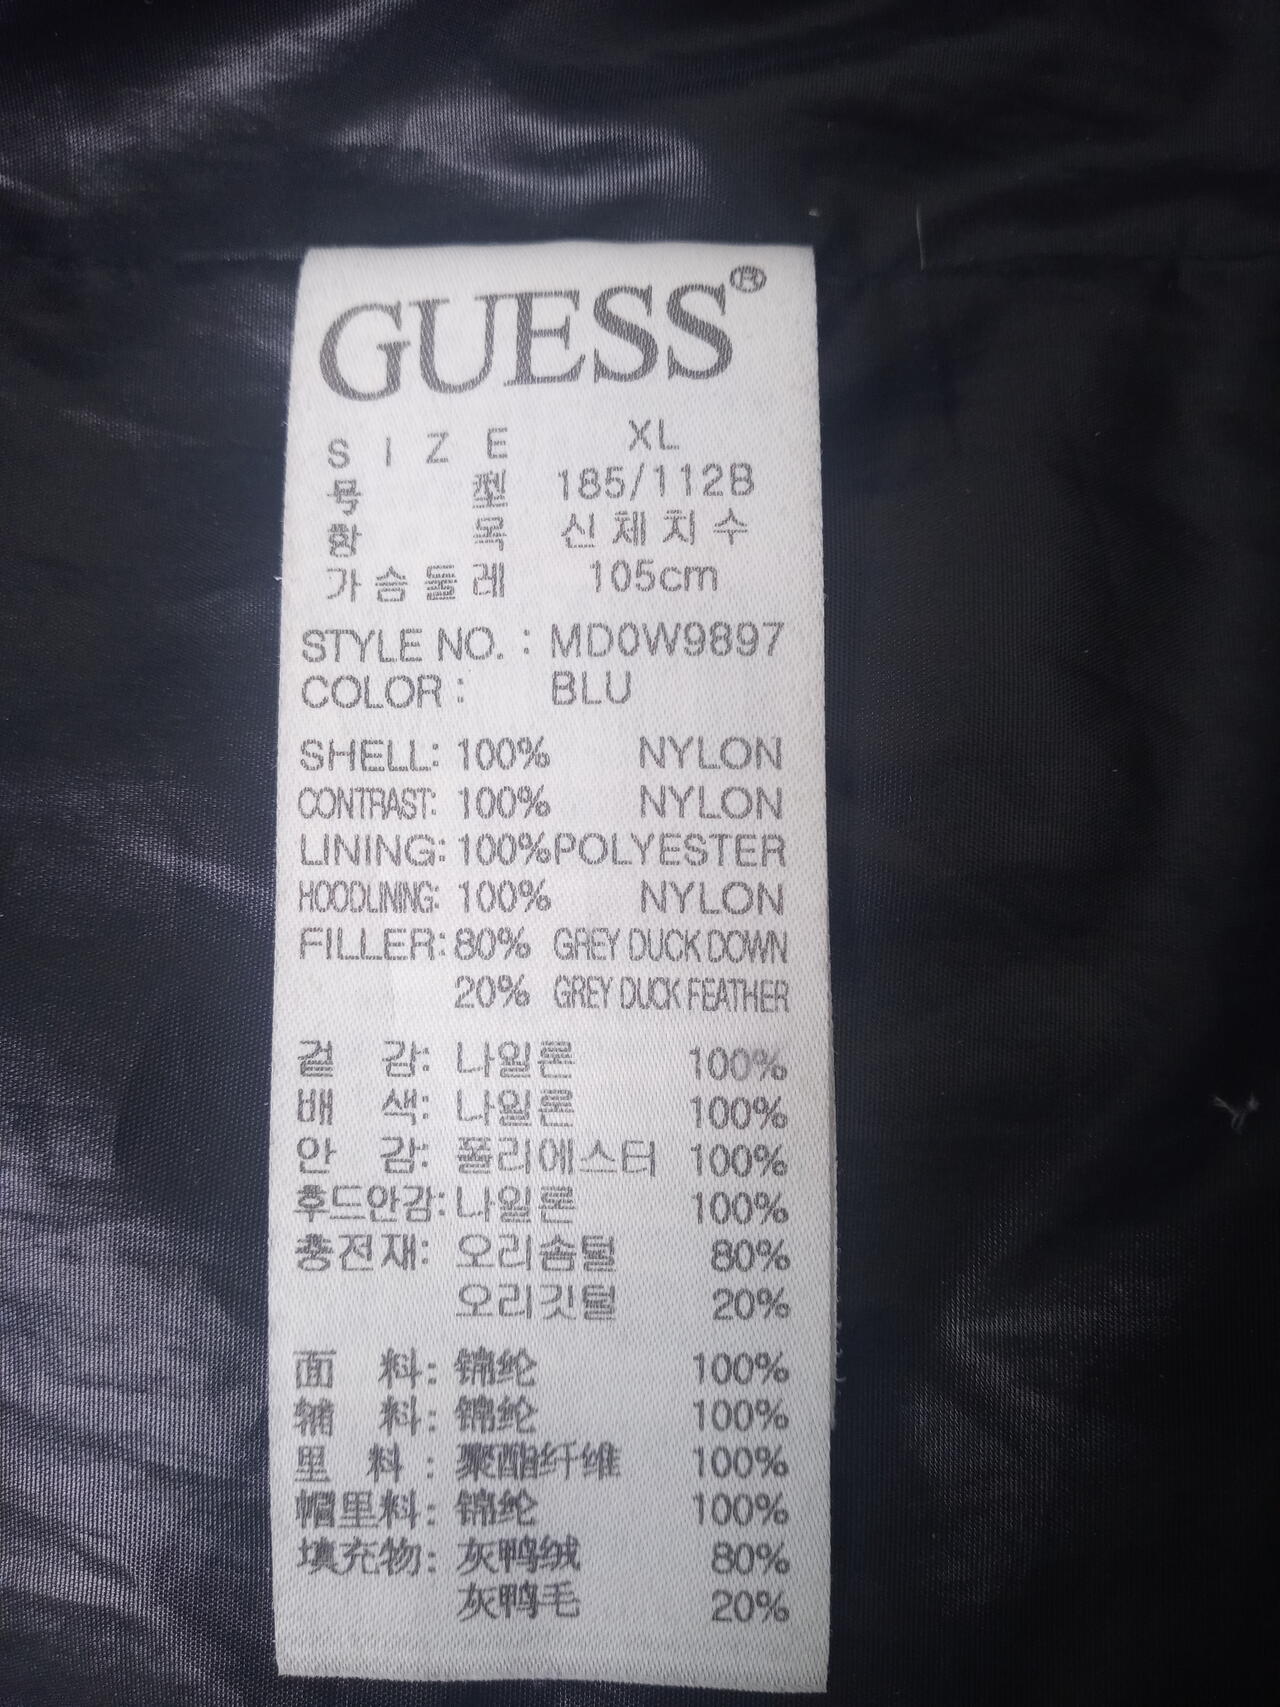 GUESS®
SIZE XL
号型 185/112B
항목 신체치수
가슴둘레 105cm
STYLE NO. : MD0W9897
COLOR : BLU
SHELL: 100% NYLON
CONTRAST: 100% NYLON
LINING: 100% POLYESTER
HOODLINING: 100% NYLON
FILLER: 80% GREY DUCK DOWN
20% GREY DUCK FEATHER
겉감: 나일론 100%
배색: 나일론 100%
안감: 폴리에스터 100%
후드안감: 나일론 100%
충전재: 오리솜털 80%
오리깃털 20%
面料: 锦纶 100%
辅料: 锦纶 100%
里料: 聚酯纤维 100%
帽里料: 锦纶 100%
填充物: 灰鸭绒 80%
灰鸭毛 20%